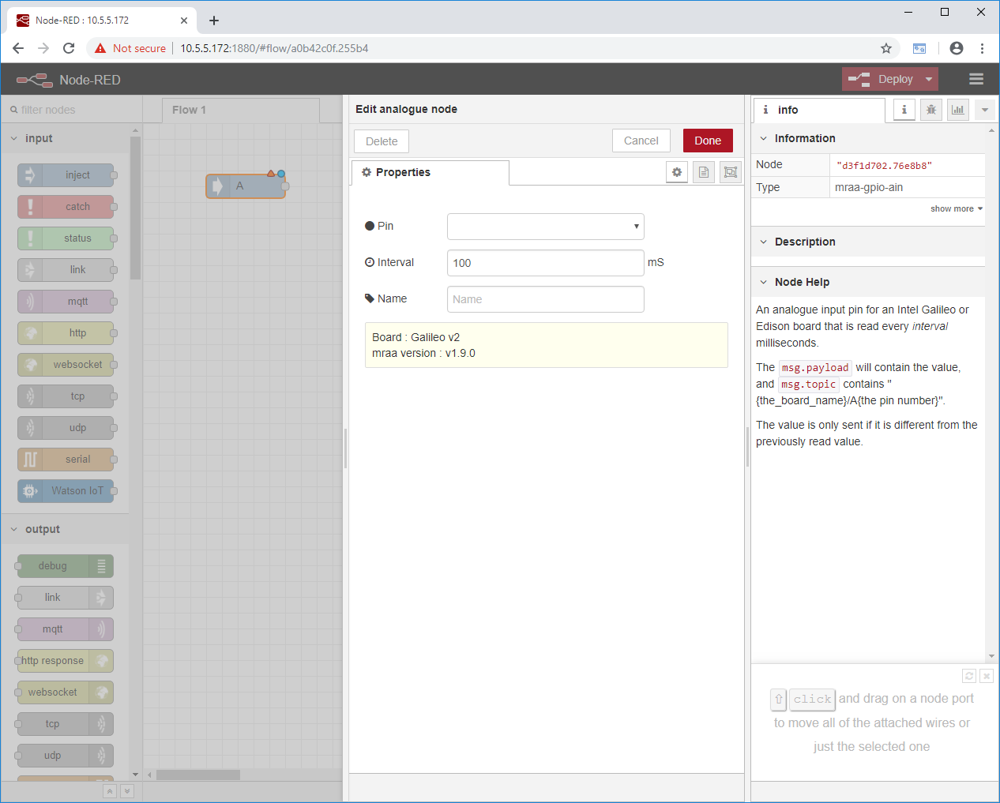 Node-RED : 10.5.5.172
Not secure
10.5.5.172:1880/#flow/a0b42c0f.255b4
Node-RED
Deploy
filter nodes
input
inject
catch
status
link
mqtt
http
websocket
tcp
udp
serial
Watson IoT
output
debug
link
mqtt
http response
websocket
tcp
udp
Flow 1
A
Edit analogue node
Delete
Cancel
Done
Properties
Pin
Interval
100
mS
Name
Name
Board : Galileo v2
mraa version : v1.9.0
info
Information
Node
"d3f1d702.76e8b8"
Type
mraa-gpio-ain
show more
Description
Node Help
An analogue input pin for an Intel Galileo or
Edison board that is read every interval
milliseconds.
The msg.payload will contain the value,
and msg.topic contains "
{the_board_name}/A{the pin number}".
The value is only sent if it is different from the
previously read value.
⇧ click and drag on a node port
to move all of the attached wires or
just the selected one